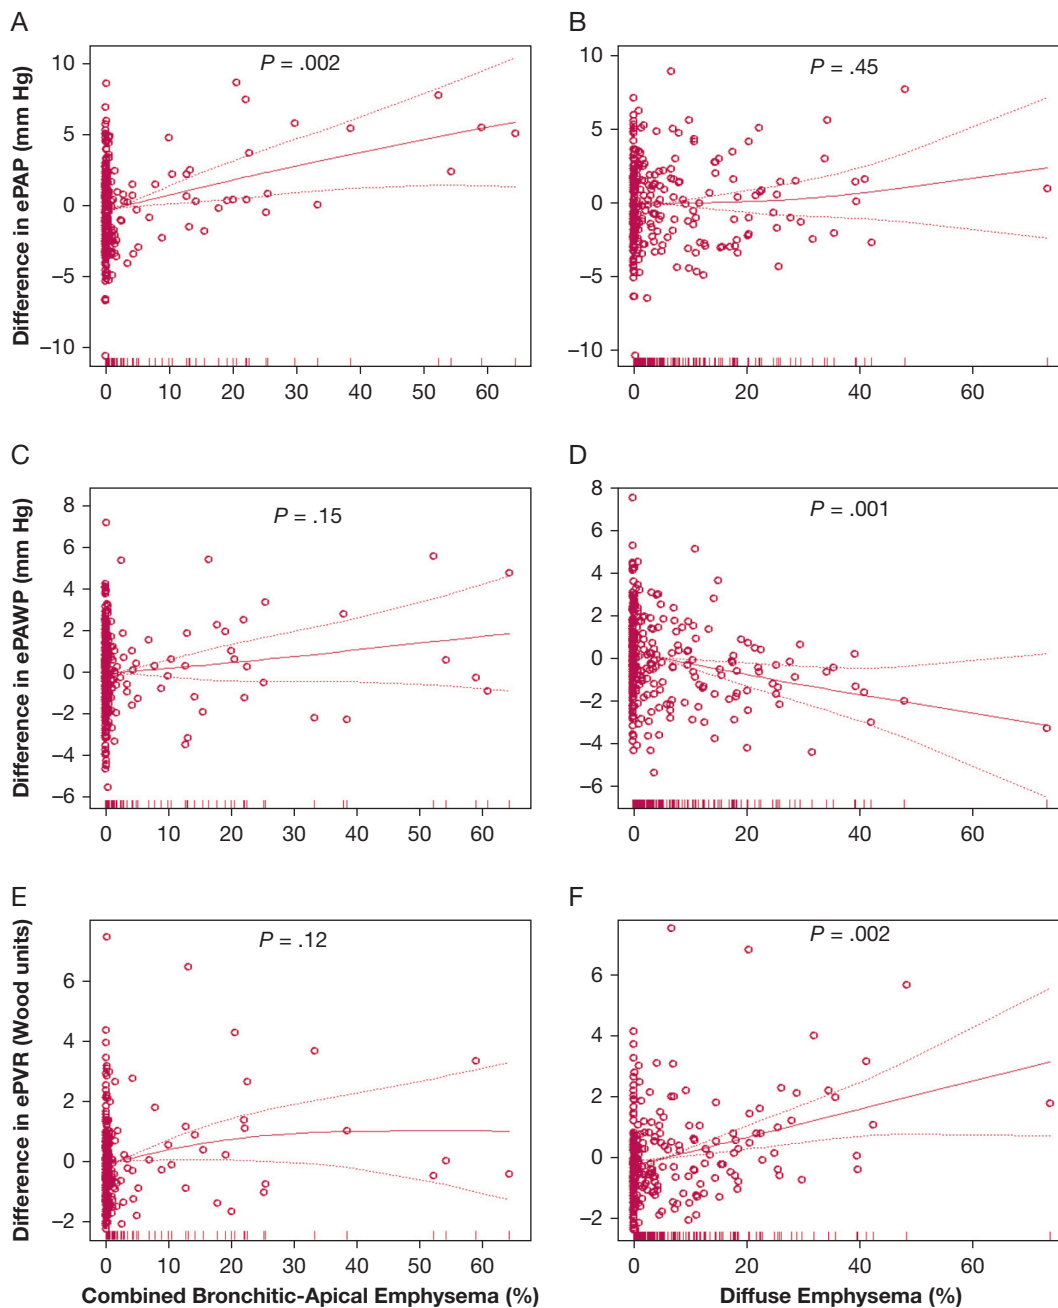 A
B
P = .002
P = .45
Difference in ePAP (mm Hg)
10
5
0
−5
−10
10
5
0
−5
−10
0 10 20 30 40 50 60
0 20 40 60
C
D
P = .15
P = .001
Difference in ePAWP (mm Hg)
8
6
4
2
0
−2
−4
−6
8
6
4
2
0
−2
−4
−6
0 10 20 30 40 50 60
0 20 40 60
E
F
P = .12
P = .002
Difference in ePVR (Wood units)
6
4
2
0
−2
6
4
2
0
−2
0 10 20 30 40 50 60
0 20 40 60
Combined Bronchitic-Apical Emphysema (%)
Diffuse Emphysema (%)